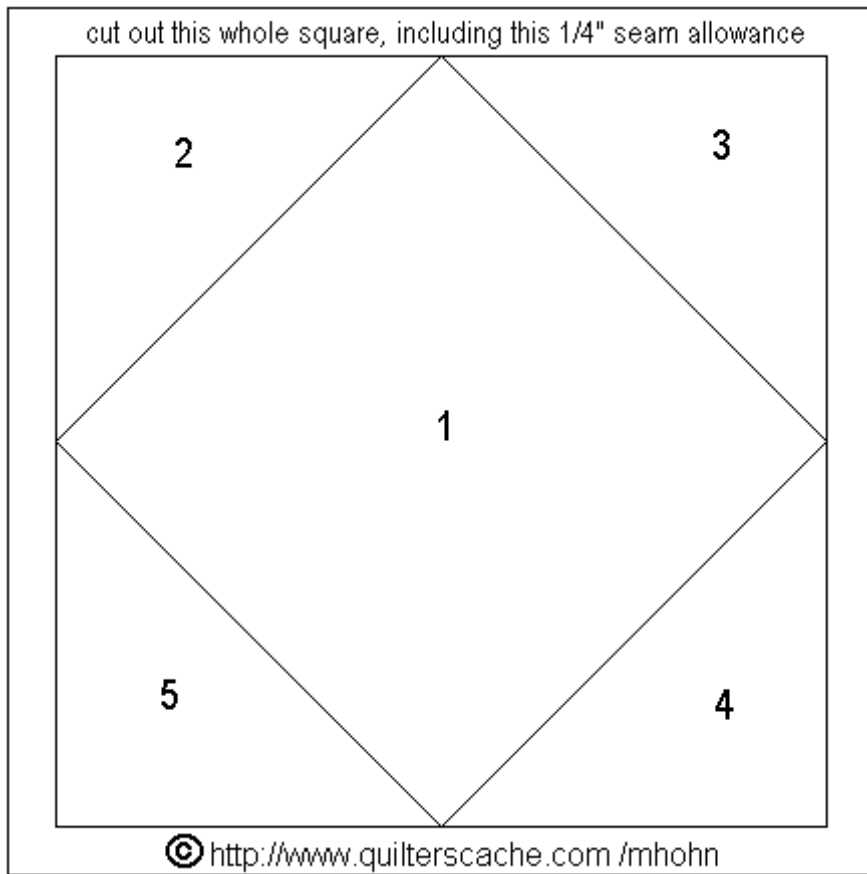 cut out this whole square, including this 1/4" seam allowance
2
3
1
5
4
© http://www.quilterscache.com /mhohn